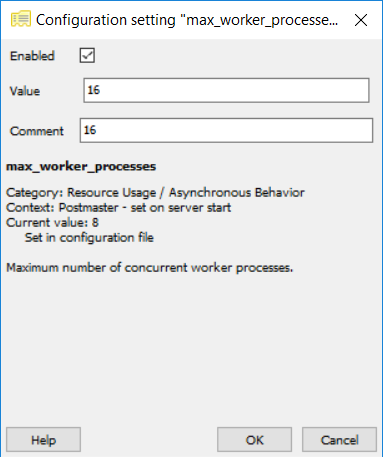 Configuration setting "max_worker_processe...
Enabled
Value 16
Comment 16
max_worker_processes
Category: Resource Usage / Asynchronous Behavior
Context: Postmaster - set on server start
Current value: 8
Set in configuration file
Maximum number of concurrent worker processes.
Help OK Cancel